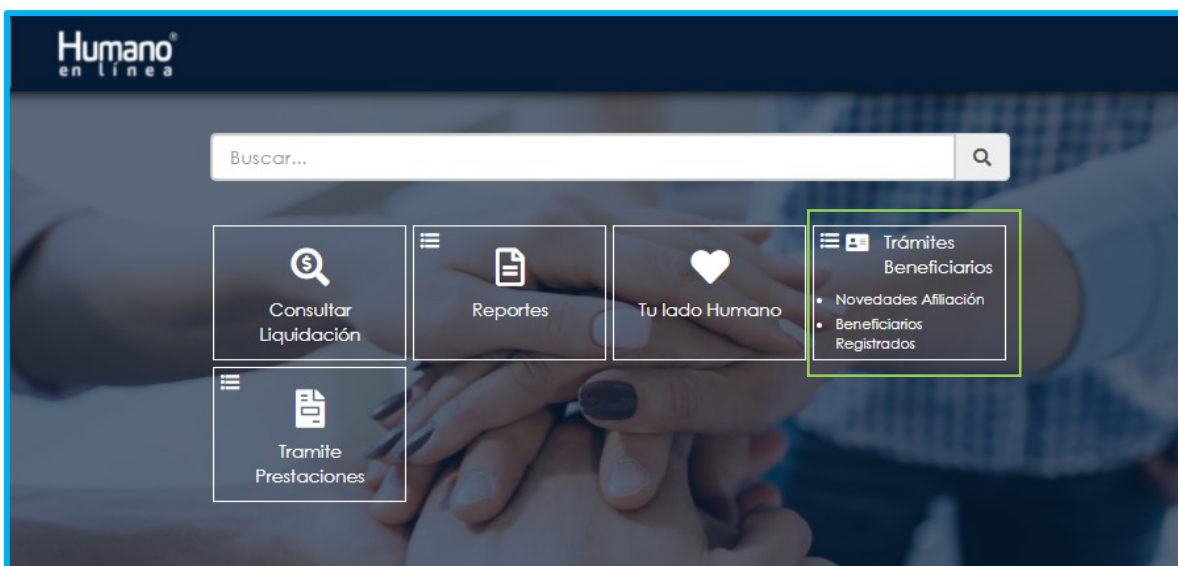 Humano®
en línea
Buscar...
Consultar
Liquidación
Reportes
Tu lado Humano
Trámites
Beneficiarios
Novedades Afiliación
Beneficiarios
Registrados
Tramite
Prestaciones